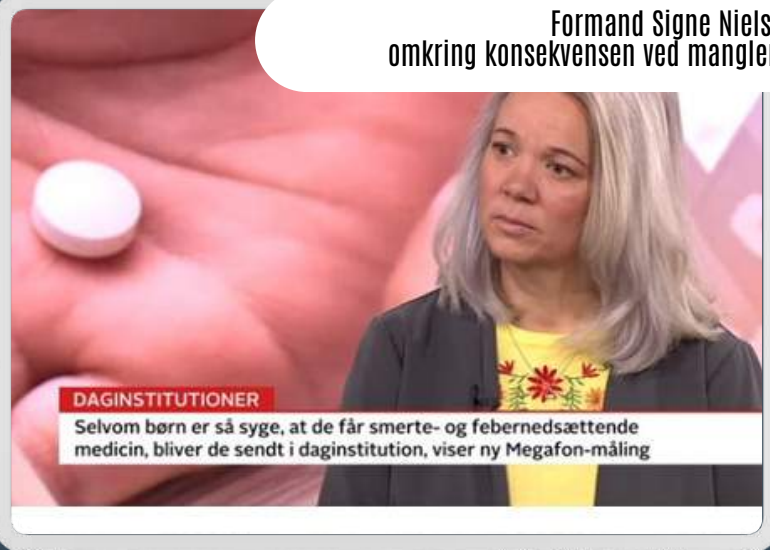 Formand Signe Niels
omkring konsekvensen ved mangle
DAGINSTITUTIONER
Selvom børn er så syge, at de får smerte- og febernedsættende
medicin, bliver de sendt i daginstitution, viser ny Megafon-måling